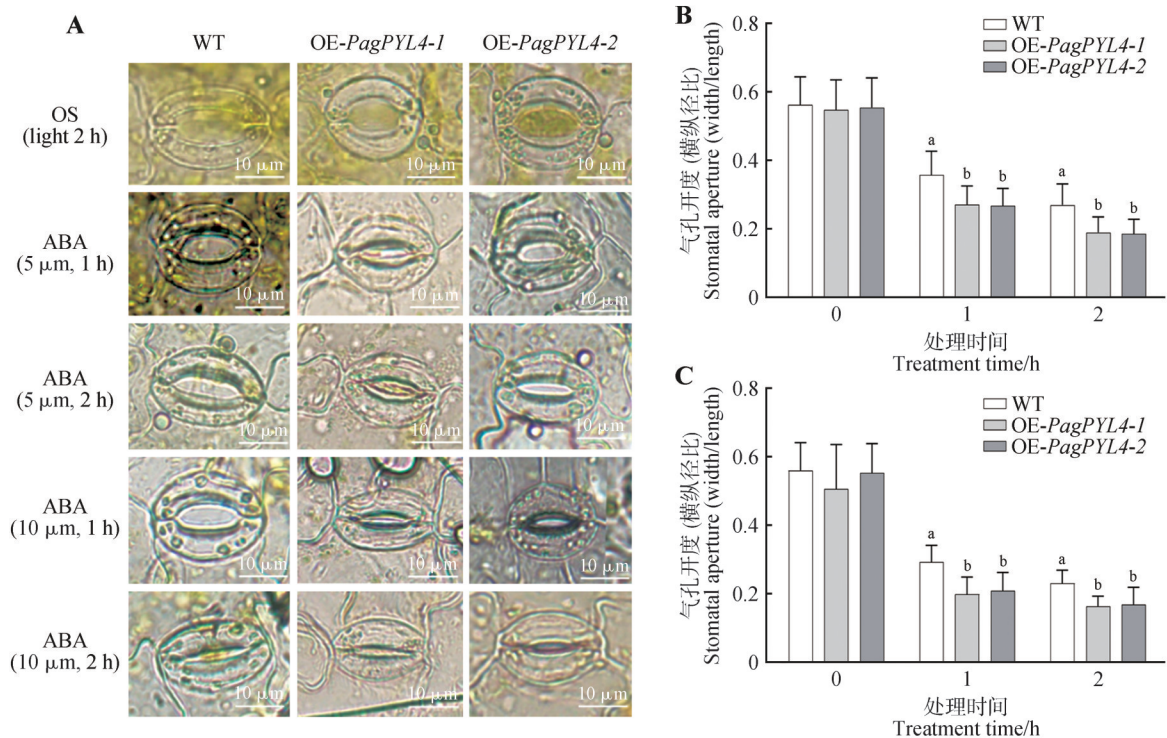 A
WT
OE-PagPYL4-1
OE-PagPYL4-2
OS
(light 2 h)
10 μm
10 μm
10 μm
ABA
(5 μm, 1 h)
10 μm
10 μm
10 μm
ABA
(5 μm, 2 h)
10 μm
10 μm
10 μm
ABA
(10 μm, 1 h)
10 μm
10 μm
10 μm
ABA
(10 μm, 2 h)
10 μm
10 μm
10 μm
B
WT
OE-PagPYL4-1
OE-PagPYL4-2
气孔开度 (横纵径比)
Stomatal aperture (width/length)
0.8
0.6
0.4
0.2
0
a
b
b
a
b
b
0
1
2
处理时间
Treatment time/h
C
WT
OE-PagPYL4-1
OE-PagPYL4-2
气孔开度 (横纵径比)
Stomatal aperture (width/length)
0.8
0.6
0.4
0.2
0
a
b
b
a
b
b
0
1
2
处理时间
Treatment time/h